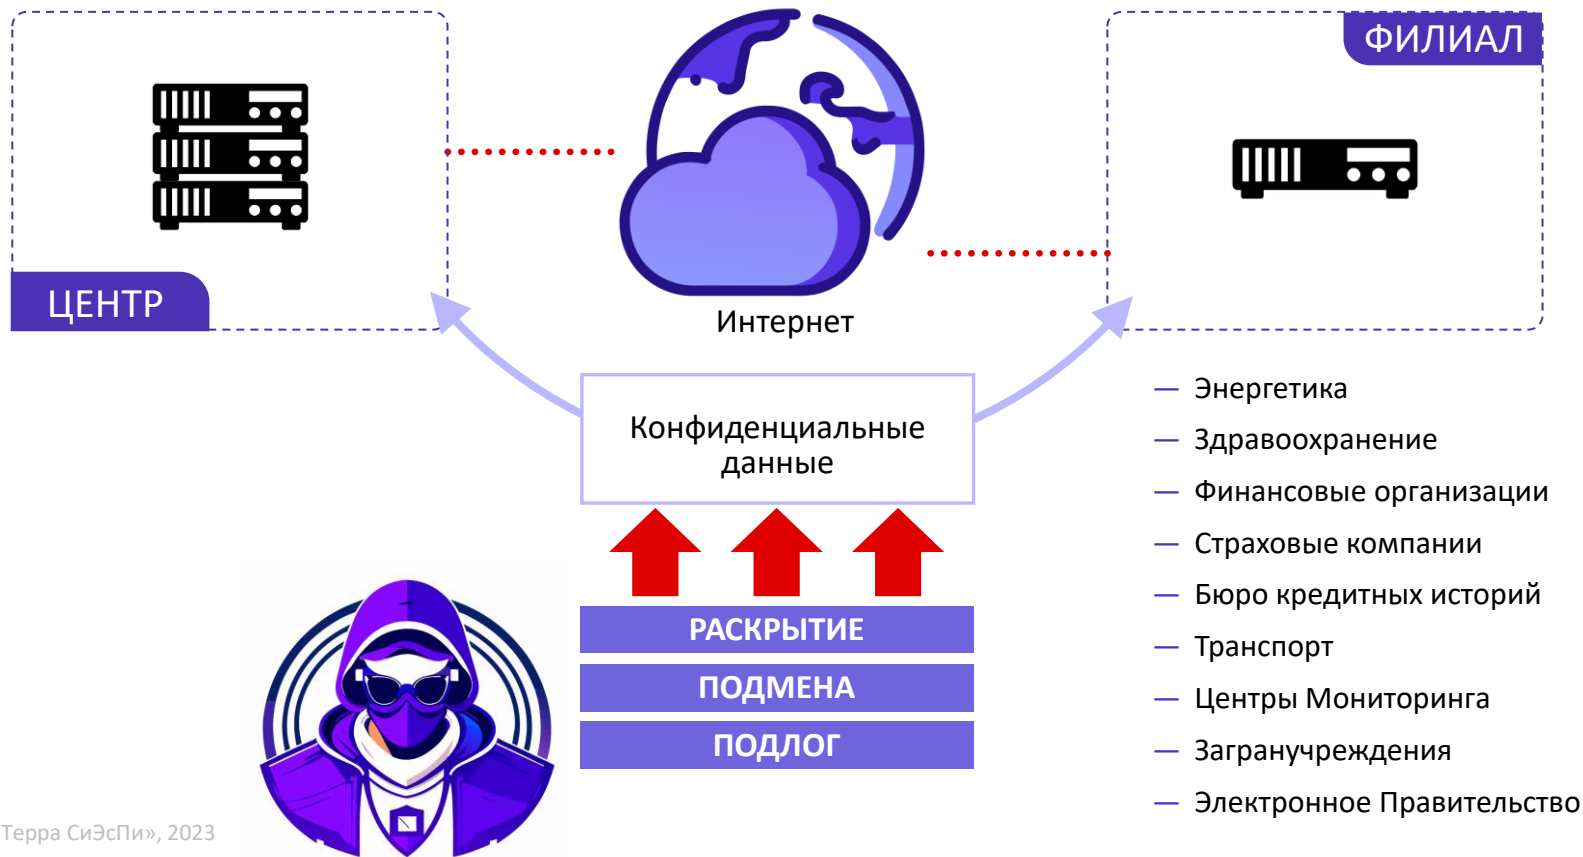 ФИЛИАЛ
ЦЕНТР
Интернет
Конфиденциальные
данные
РАСКРЫТИЕ
ПОДМЕНА
ПОДЛОГ
— Энергетика
— Здравоохранение
— Финансовые организации
— Страховые компании
— Бюро кредитных историй
— Транспорт
— Центры Мониторинга
— Загранучреждения
— Электронное Правительство
Терра СиЭсПи», 2023